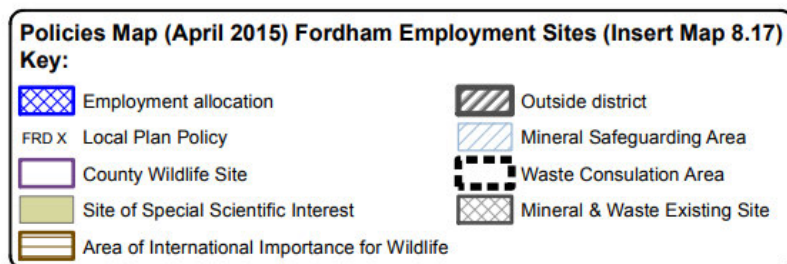 Policies Map (April 2015) Fordham Employment Sites (Insert Map 8.17)
Key:
Employment allocation
FRD X Local Plan Policy
County Wildlife Site
Site of Special Scientific Interest
Area of International Importance for Wildlife
Outside district
Mineral Safeguarding Area
Waste Consulation Area
Mineral & Waste Existing Site